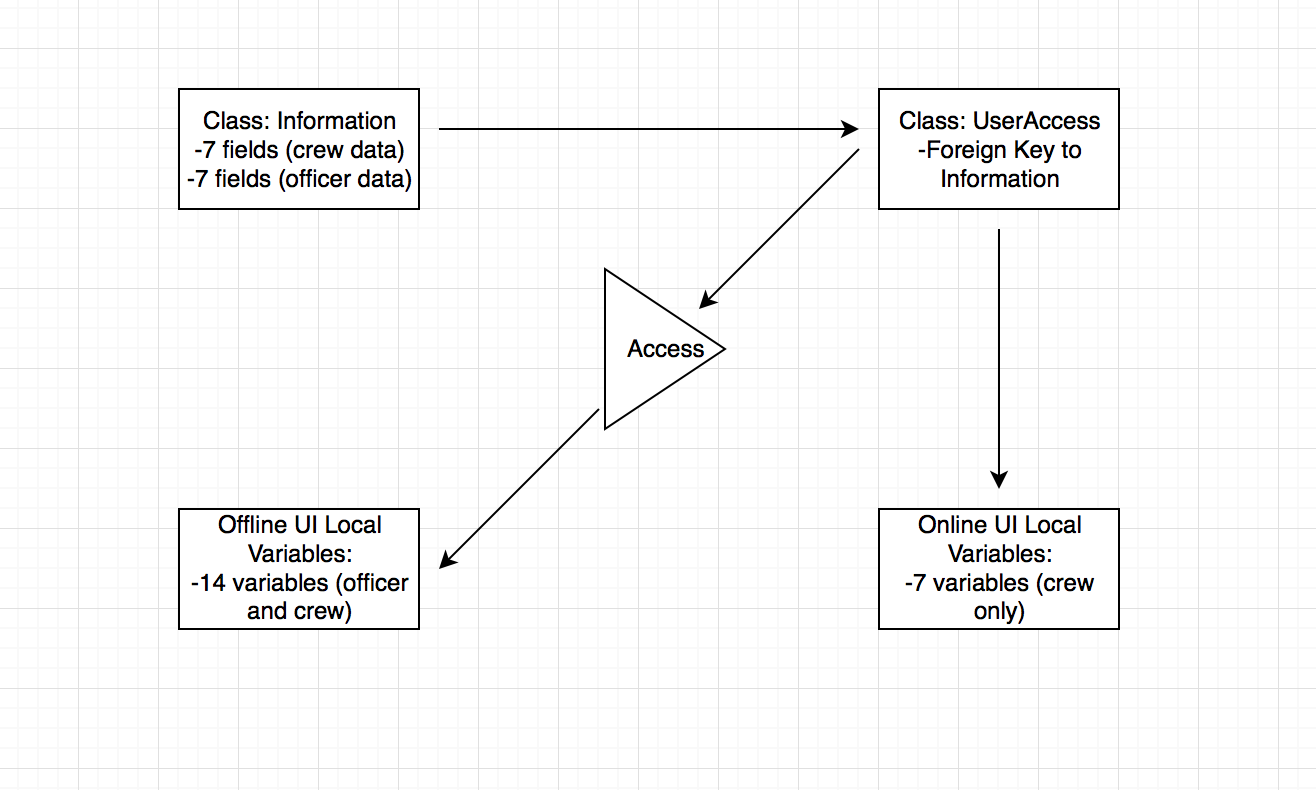 Class: Information
-7 fields (crew data)
-7 fields (officer data)
Class: UserAccess
-Foreign Key to
Information
Access
Offline UI Local
Variables:
-14 variables (officer
and crew)
Online UI Local
Variables:
-7 variables (crew
only)